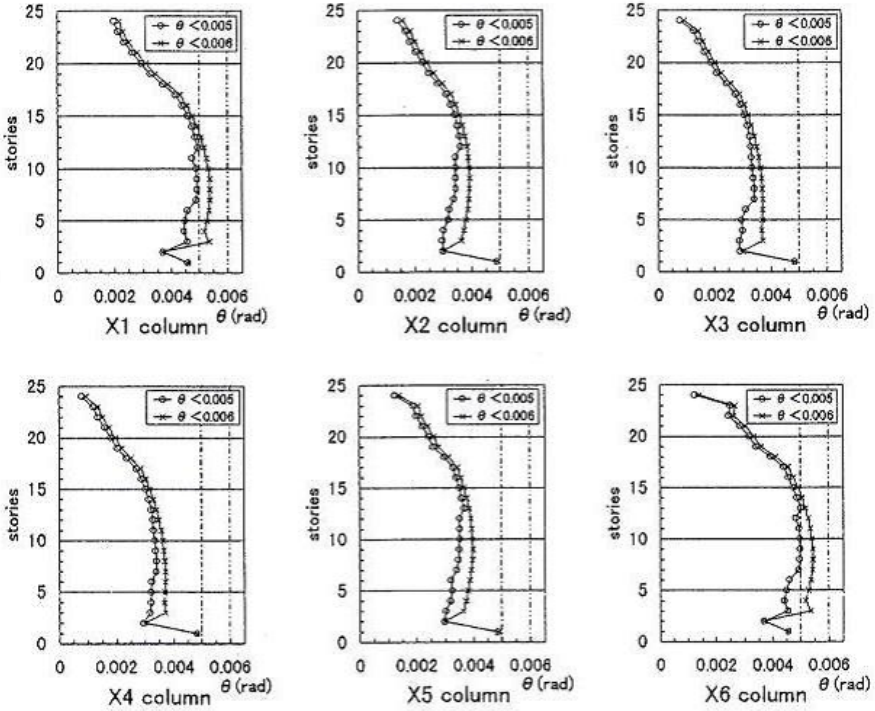 25
20
15
10
5
0
stories
θ<0.005
θ<0.006
0 0.002 0.004 0.006
X1 column θ (rad)
25
20
15
10
5
0
stories
θ<0.005
θ<0.006
0 0.002 0.004 0.006
X2 column θ (rad)
25
20
15
10
5
0
stories
θ<0.005
θ<0.006
0 0.002 0.004 0.006
X3 column θ (rad)
25
20
15
10
5
0
stories
θ<0.005
θ<0.006
0 0.002 0.004 0.006
X4 column θ (rad)
25
20
15
10
5
0
stories
θ<0.005
θ<0.006
0 0.002 0.004 0.006
X5 column θ (rad)
25
20
15
10
5
0
stories
θ<0.005
θ<0.006
0 0.002 0.004 0.006
X6 column θ (rad)